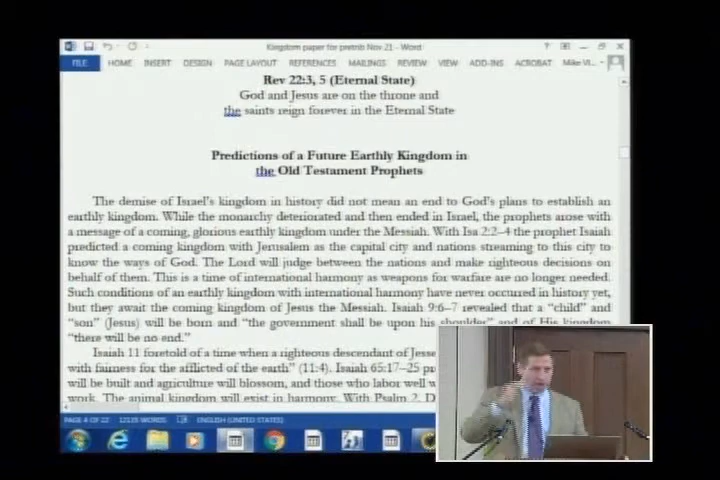 Kingdom paper for pretrib Nov 21 - Word
FILE HOME INSERT DESIGN PAGE LAYOUT REFERENCES MAILINGS REVIEW VIEW ADD-INS ACROBAT Mike Vl...
Rev 22:3, 5 (Eternal State)
God and Jesus are on the throne and
the saints reign forever in the Eternal State
Predictions of a Future Earthly Kingdom in
the Old Testament Prophets
The demise of Israel's kingdom in history did not mean an end to God's plans to establish an
earthly kingdom. While the monarchy deteriorated and then ended in Israel, the prophets arose with
a message of a coming, glorious earthly kingdom under the Messiah. With Isa 2:2–4 the prophet Isaiah
predicted a coming kingdom with Jerusalem as the capital city and nations streaming to this city to
know the ways of God. The Lord will judge between the nations and make righteous decisions on
behalf of them. This is a time of international harmony as weapons for warfare are no longer needed.
Such conditions of an earthly kingdom with international harmony have never occurred in history yet,
but they await the coming kingdom of Jesus the Messiah. Isaiah 9:6–7 revealed that a “child” and
“son” (Jesus) will be born and “the government shall be upon his shoulder” and of His kingdom
“there will be no end.”
Isaiah 11 foretold of a time when a righteous descendant of Jesse
with fairness for the afflicted of the earth” (11:4). Isaiah 65:17–25
will be built and agriculture will blossom, and those who labor well
work. The animal kingdom will exist in harmony. With Psalm 2,
PAGE 4 OF 22 WORDS ENGLISH (UNITED STATES)